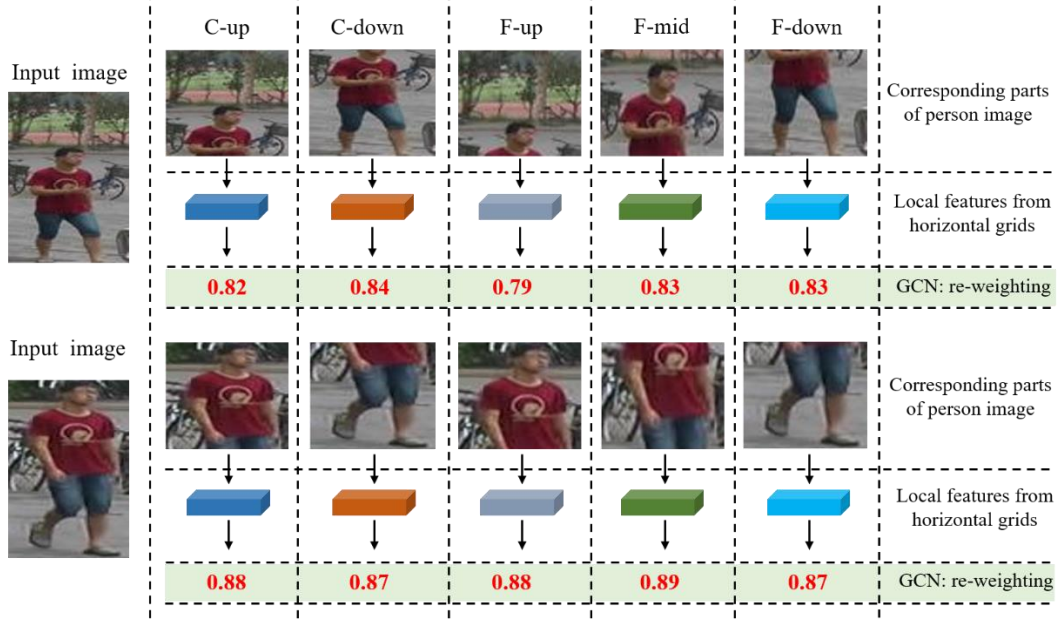 C-up C-down F-up F-mid F-down
Input image
Corresponding parts
of person image
Local features from
horizontal grids
0.82 0.84 0.79 0.83 0.83 GCN: re-weighting
Input image
Corresponding parts
of person image
Local features from
horizontal grids
0.88 0.87 0.88 0.89 0.87 GCN: re-weighting